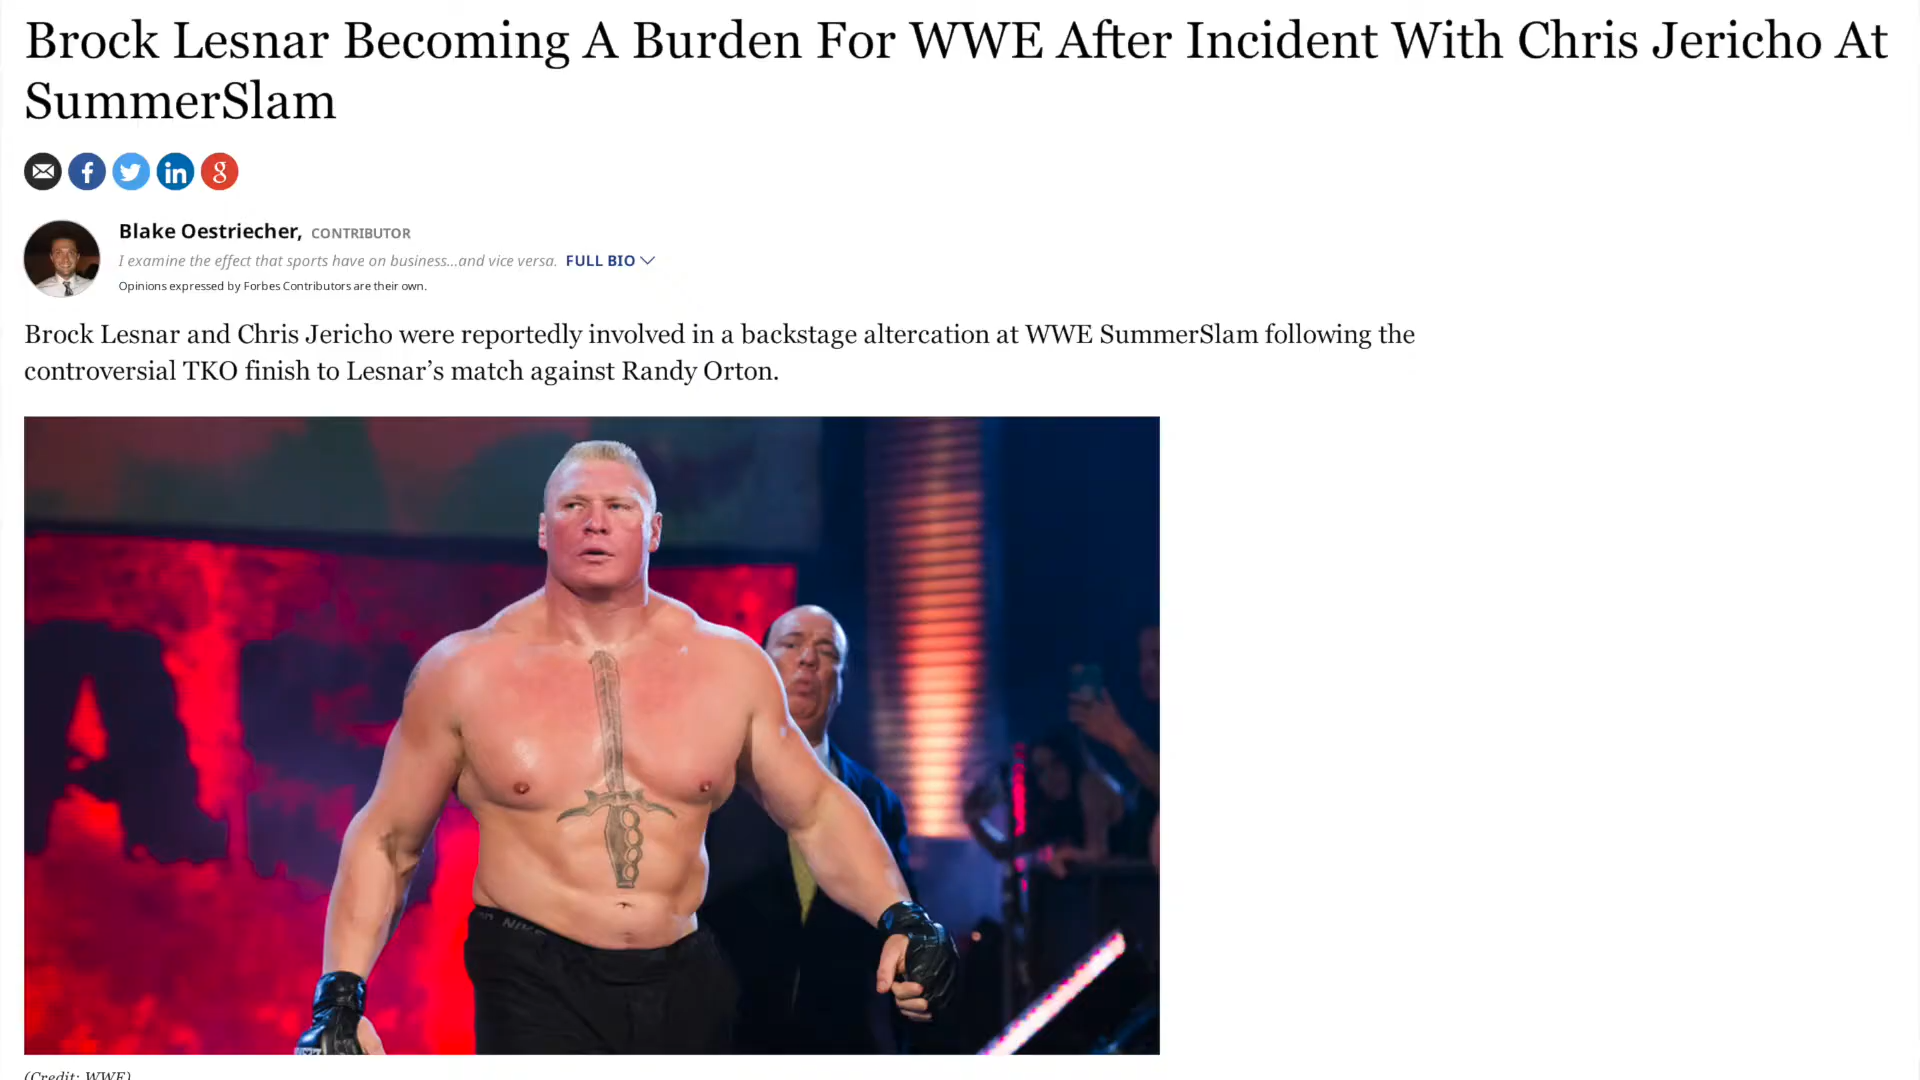 Brock Lesnar Becoming A Burden For WWE After Incident With Chris Jericho At
SummerSlam
Blake Oestriecher, CONTRIBUTOR
I examine the effect that sports have on business...and vice versa. FULL BIO
Opinions expressed by Forbes Contributors are their own.
Brock Lesnar and Chris Jericho were reportedly involved in a backstage altercation at WWE SummerSlam following the
controversial TKO finish to Lesnar’s match against Randy Orton.
NIKE
(Credit: WWE)